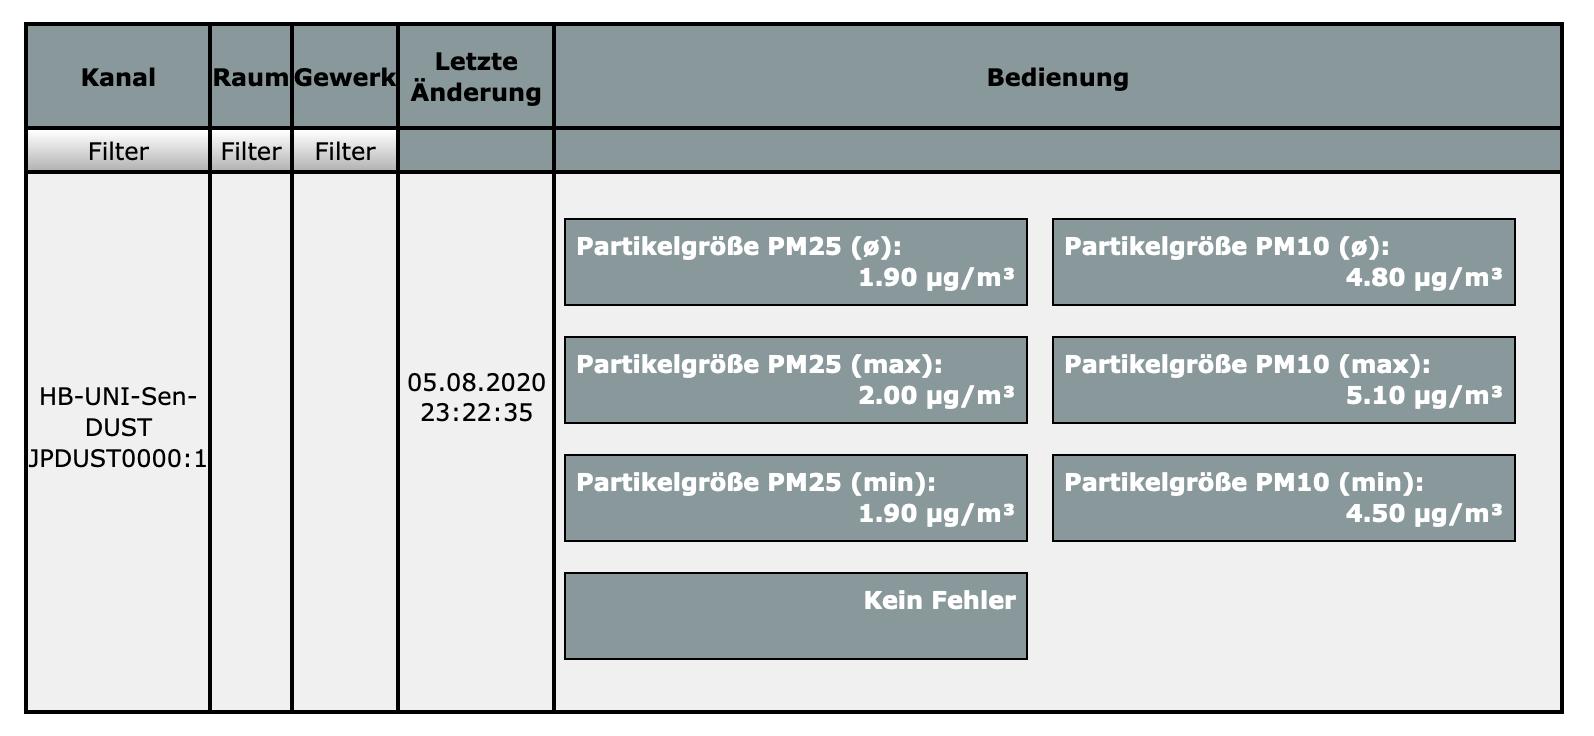 Kanal
Raum
Gewerk
Letzte
Änderung
Bedienung
Filter
Filter
Filter
HB-UNI-Sen-
DUST
JPDUST0000:1
05.08.2020
23:22:35
Partikelgröße PM25 (ø):
1.90 µg/m³
Partikelgröße PM10 (ø):
4.80 µg/m³
Partikelgröße PM25 (max):
2.00 µg/m³
Partikelgröße PM10 (max):
5.10 µg/m³
Partikelgröße PM25 (min):
1.90 µg/m³
Partikelgröße PM10 (min):
4.50 µg/m³
Kein Fehler